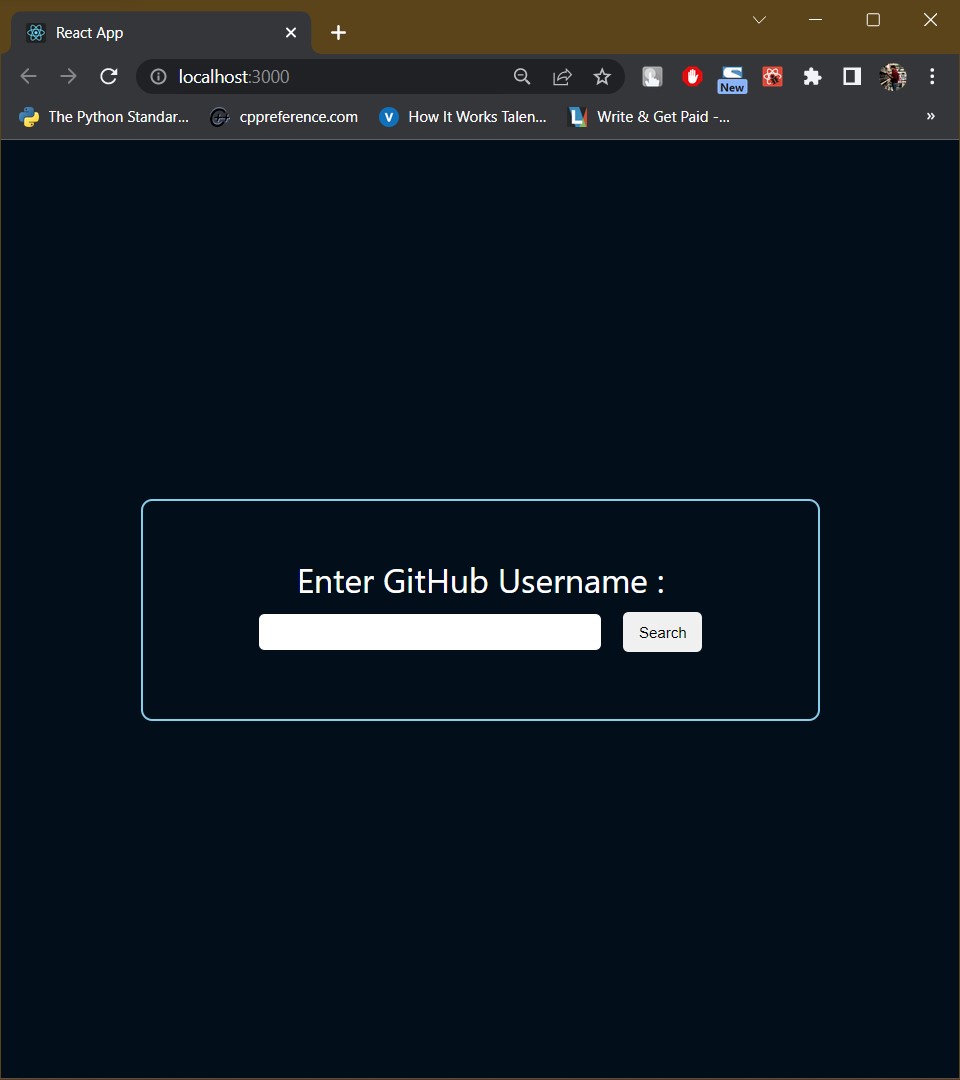 React App
localhost:3000
New
The Python Standar...
cppreference.com
V
How It Works Talen...
Write & Get Paid -...
Enter GitHub Username :
Search